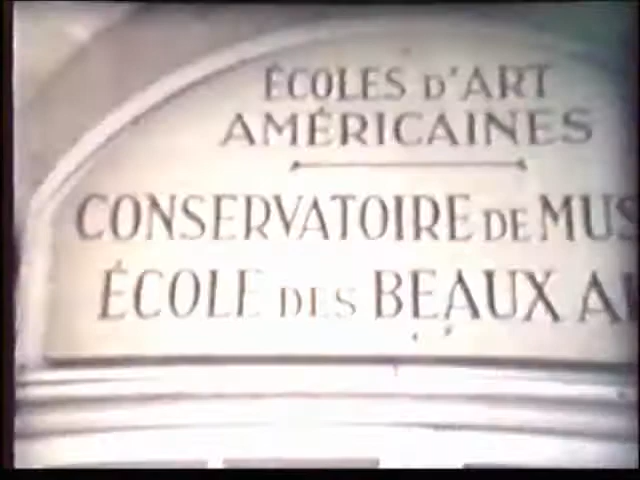 ÉCOLES D'ART
AMÉRICAINES
CONSERVATOIRE DE MUS
ÉCOLE DES BEAUX A